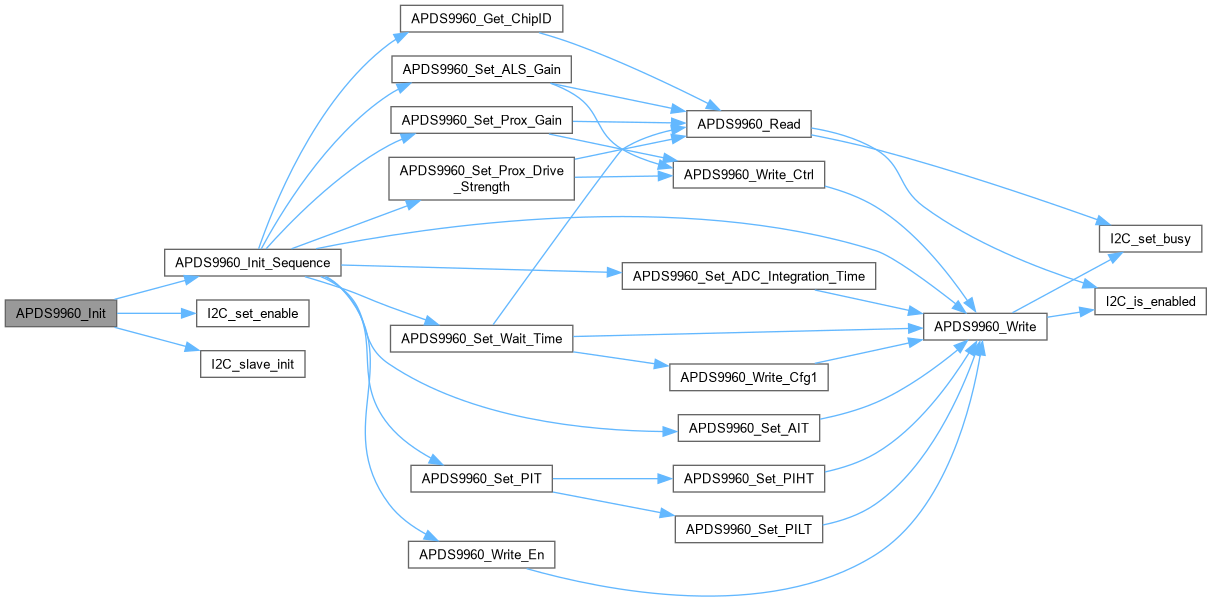 APDS9960_Get_ChipID
APDS9960_Set_ALS_Gain
APDS9960_Set_Prox_Gain
APDS9960_Read
APDS9960_Set_Prox_Drive
_Strength
APDS9960_Write_Ctrl
I2C_set_busy
APDS9960_Init_Sequence
APDS9960_Set_ADC_Integration_Time
I2C_is_enabled
APDS9960_Init
I2C_set_enable
APDS9960_Write
APDS9960_Set_Wait_Time
I2C_slave_init
APDS9960_Write_Cfg1
APDS9960_Set_AIT
APDS9960_Set_PIT
APDS9960_Set_PIHT
APDS9960_Set_PILT
APDS9960_Write_En